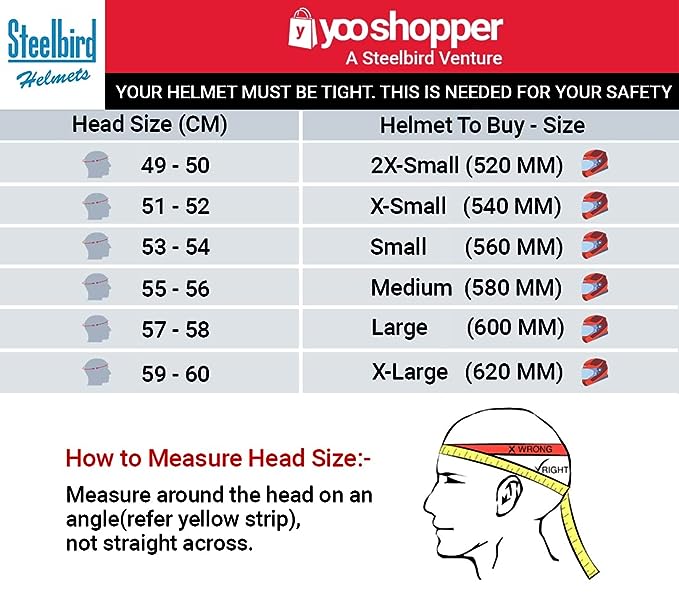 Steelbird
Helmets
y yooshopper
A Steelbird Venture
YOUR HELMET MUST BE TIGHT. THIS IS NEEDED FOR YOUR SAFETY
Head Size (CM) Helmet To Buy - Size
49 - 50 2X-Small (520 MM)
51 - 52 X-Small (540 MM)
53 - 54 Small (560 MM)
55 - 56 Medium (580 MM)
57 - 58 Large (600 MM)
59 - 60 X-Large (620 MM)
How to Measure Head Size:-
Measure around the head on an
angle(refer yellow strip),
not straight across.
X WRONG
RIGHT